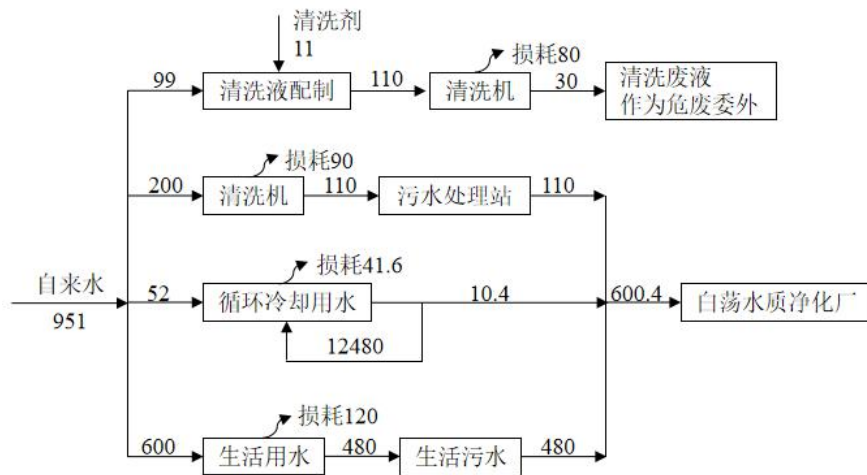 清洗剂
11
损耗80
99
清洗液配制
110
清洗机
30
清洗废液
作为危废委外
损耗90
200
清洗机
110
污水处理站
110
损耗41.6
自来水
951
52
循环冷却用水
10.4
600.4
白荡水质净化厂
12480
损耗120
600
生活用水
480
生活污水
480